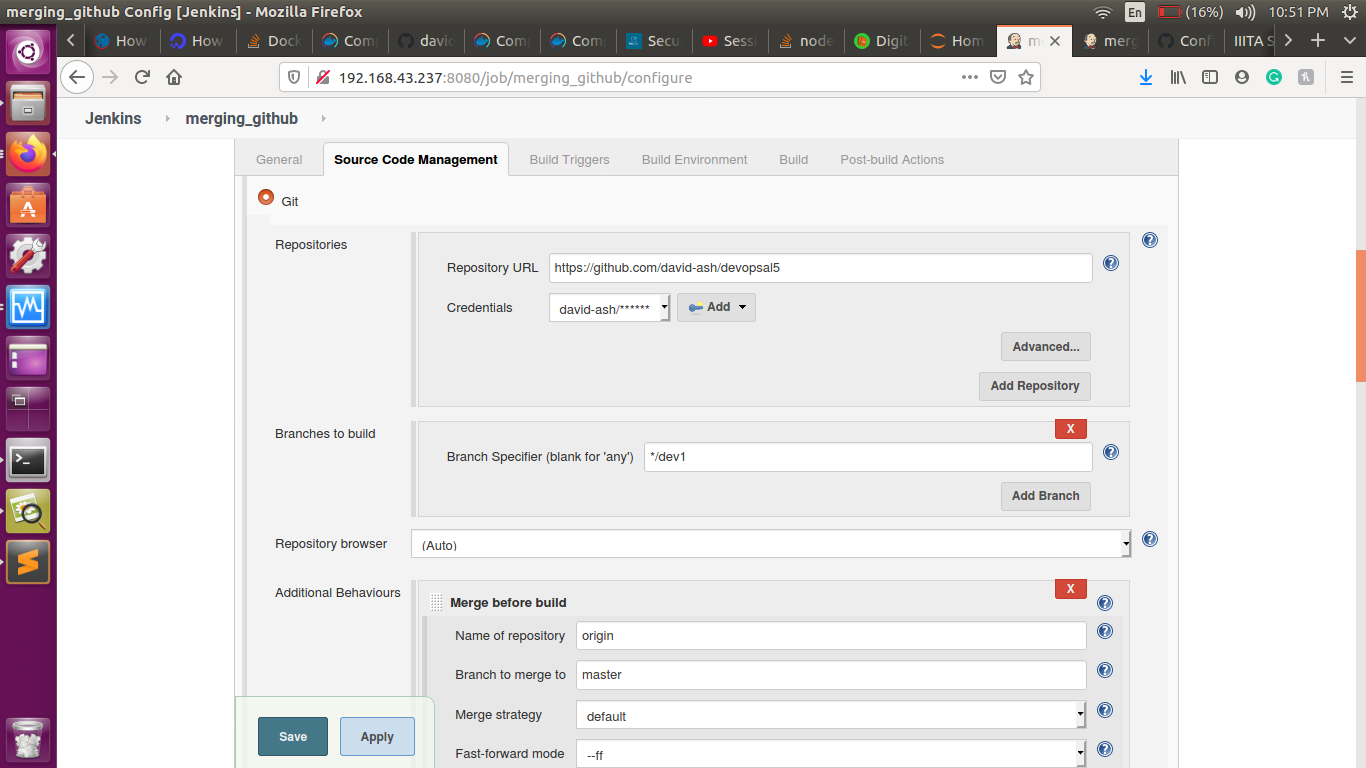 merging_github Config [Jenkins] - Mozilla Firefox
En (16%) 10:51 PM
How How Dock Comp davic Comp Comp Secu Sessi node Digit Hom me merg Conf IIITA S
192.168.43.237:8080/job/merging_github/configure
Jenkins merging_github
General Source Code Management Build Triggers Build Environment Build Post-build Actions
Git
Repositories
Repository URL https://github.com/david-ash/devopsal5
Credentials david-ash/****** Add
Advanced...
Add Repository
Branches to build X
Branch Specifier (blank for 'any') */dev1
Add Branch
Repository browser (Auto)
Additional Behaviours X
Merge before build
Name of repository origin
Branch to merge to master
Merge strategy default
Save Apply
Fast-forward mode --ff